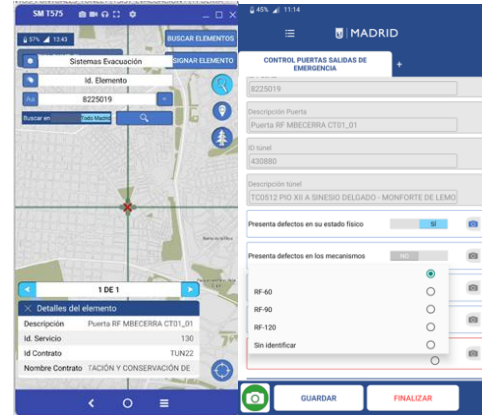 SM T575
57% 13:43
BUSCAR ELEMENTOS
Sistemas Evacuación
SIGNAR ELEMENTO
Id. Elemento
Aa
8225019
Buscar en
Todo Madrid
1 DE 1
Detalles del elemento
Descripción Puerta RF MBECERRA CT01_01
Id. Servicio 130
Id Contrato TUN22
Nombre Contrato TACIÓN Y CONSERVACIÓN DE
45% 11:14
MADRID
CONTROL PUERTAS SALIDAS DE
EMERGENCIA
+
8225019
Descripción Puerta
Puerta RF MBECERRA CT01_01
ID túnel
430880
Descripción túnel
TC0512 PIO XII A SINESIO DELGADO - MONFORTE DE LEMO
Presenta defectos en su estado físico
SÍ
Presenta defectos en los mecanismos
NO
RF-60
RF-90
RF-120
Sin identificar
GUARDAR
FINALIZAR